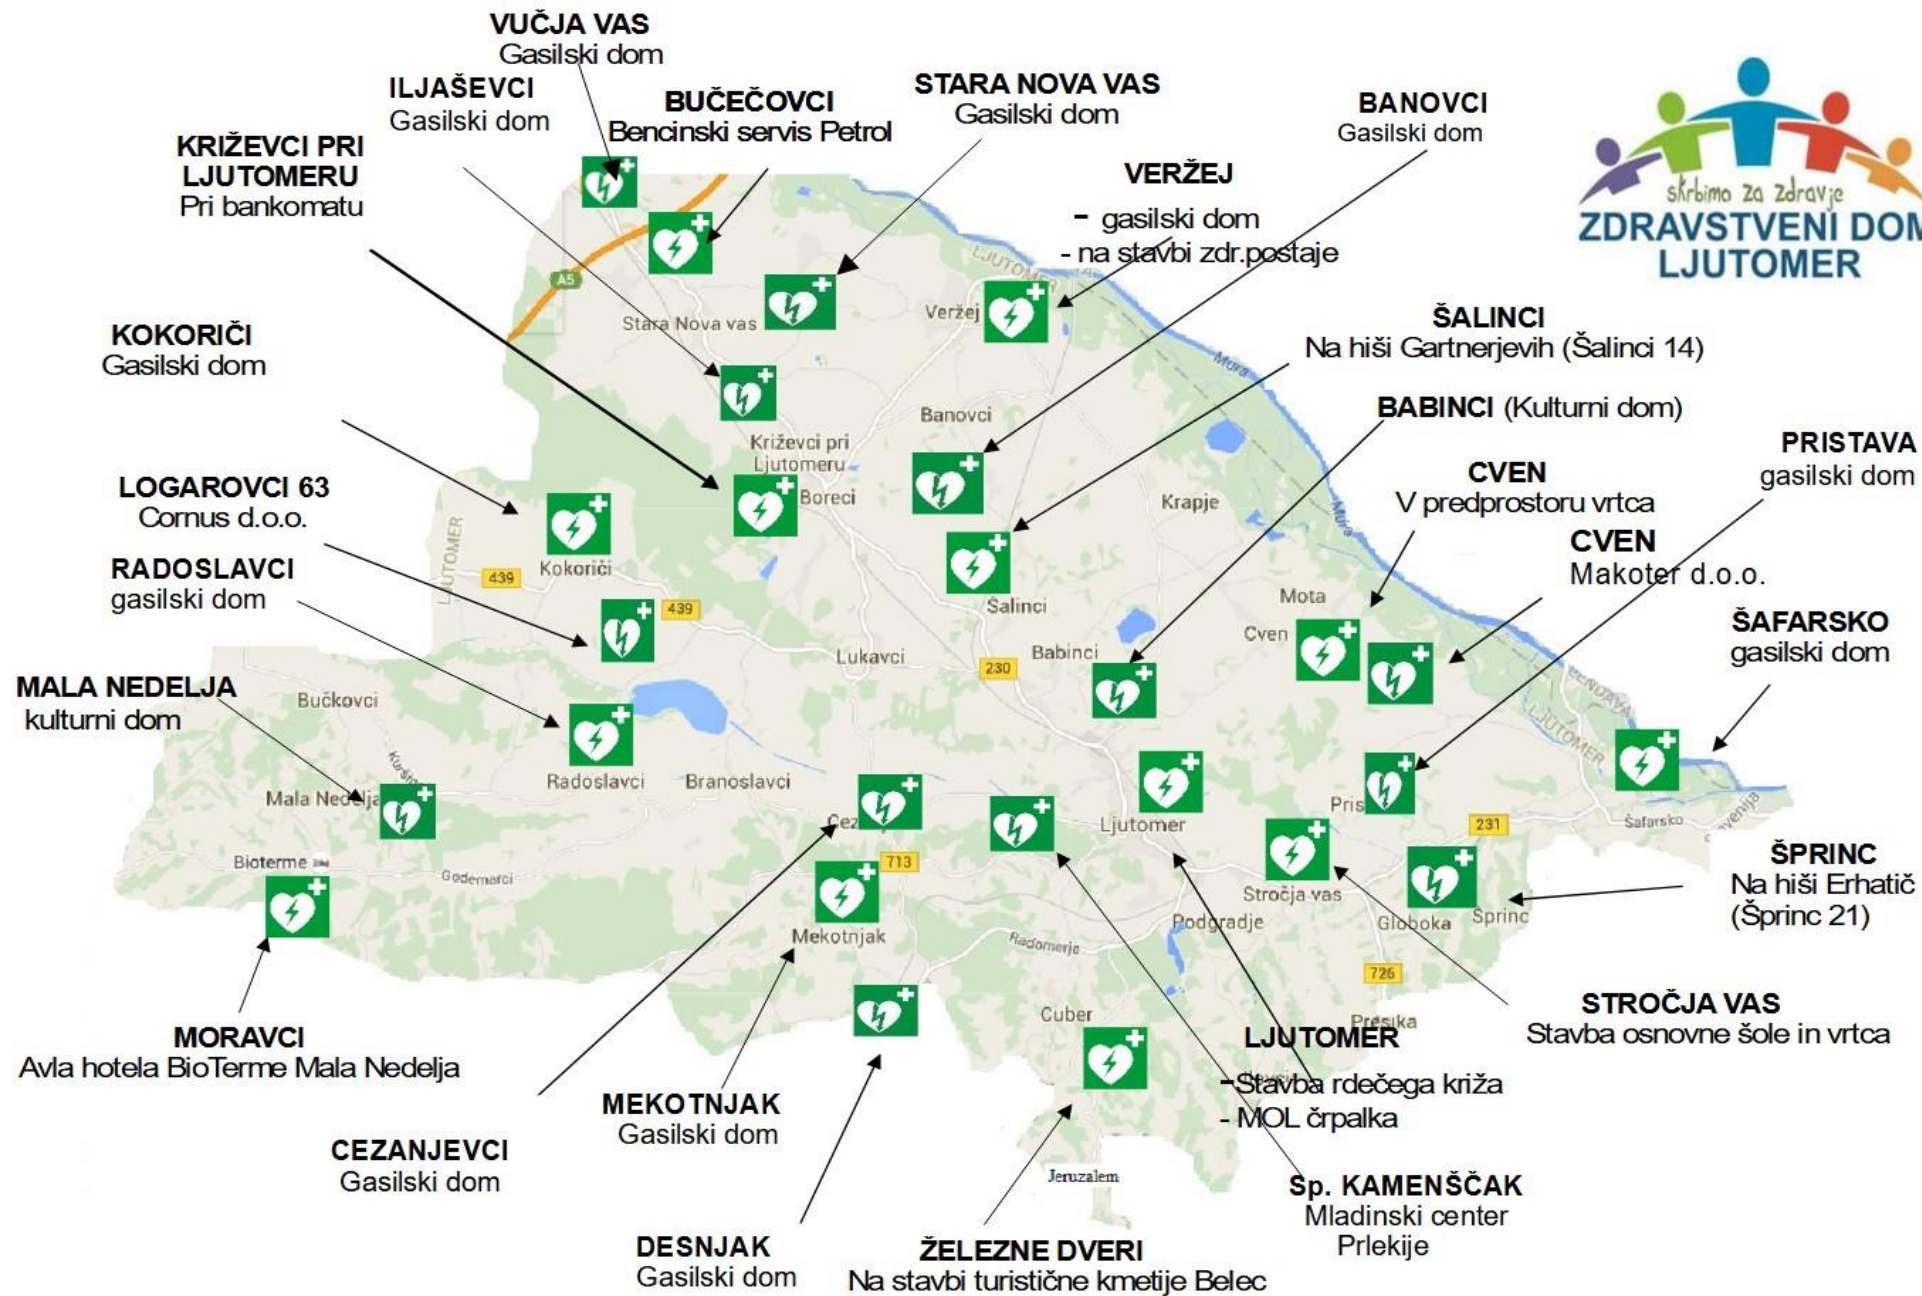 VUČJA VAS
Gasilski dom
ILJAŠEVCI
Gasilski dom
BUČEČOVCI
Bencinski servis Petrol
STARA NOVA VAS
Gasilski dom
BANOVCI
Gasilski dom
KRIŽEVCI PRI
LJUTOMERU
Pri bankomatu
VERŽEJ
- gasilski dom
- na stavbi zdr.postaje
skrbimo za zdravje
ZDRAVSTVENI DOM
LJUTOMER
KOKORIČI
Gasilski dom
ŠALINCI
Na hiši Gartnerjevih (Šalinci 14)
BABINCI (Kulturni dom)
PRISTAVA
gasilski dom
LOGAROVCI 63
Cornus d.o.o.
CVEN
V predprostoru vrtca
CVEN
Makoter d.o.o.
RADOSLAVCI
gasilski dom
ŠAFARSKO
gasilski dom
MALA NEDELJA
kulturni dom
A5
LJUTOMER
Stara Nova vas
Veržej
Mura
Banovci
Križevci pri
Ljutomeru
Boreci
Krapje
Mura
LJUTOMER
Kokoriči
439
439
Šalinci
Mota
Cven
Babinci
Lukavci
230
LENDAVA
LJUTOMER
Bučkovci
Radoslavci
Branoslavci
Mala Nedelja
Ljutomer
Pris
231
Šafarsko
Bioterme
Godemarci
713
Mekotnjak
Stročja vas
Globoka
Šprinc
Podgradje
Radomerje
726
Cuber
Presika
Jeruzalem
ŠPRINC
Na hiši Erhatič
(Šprinc 21)
STROČJA VAS
Stavba osnovne šole in vrtca
MORAVCI
Avla hotela BioTerme Mala Nedelja
LJUTOMER
-Stavba rdečega križa
- MOL črpalka
MEKOTNJAK
Gasilski dom
CEZANJEVCI
Gasilski dom
Sp. KAMENŠČAK
Mladinski center
Prlekije
DESNJAK
Gasilski dom
ŽELEZNE DVERI
Na stavbi turistične kmetije Belec